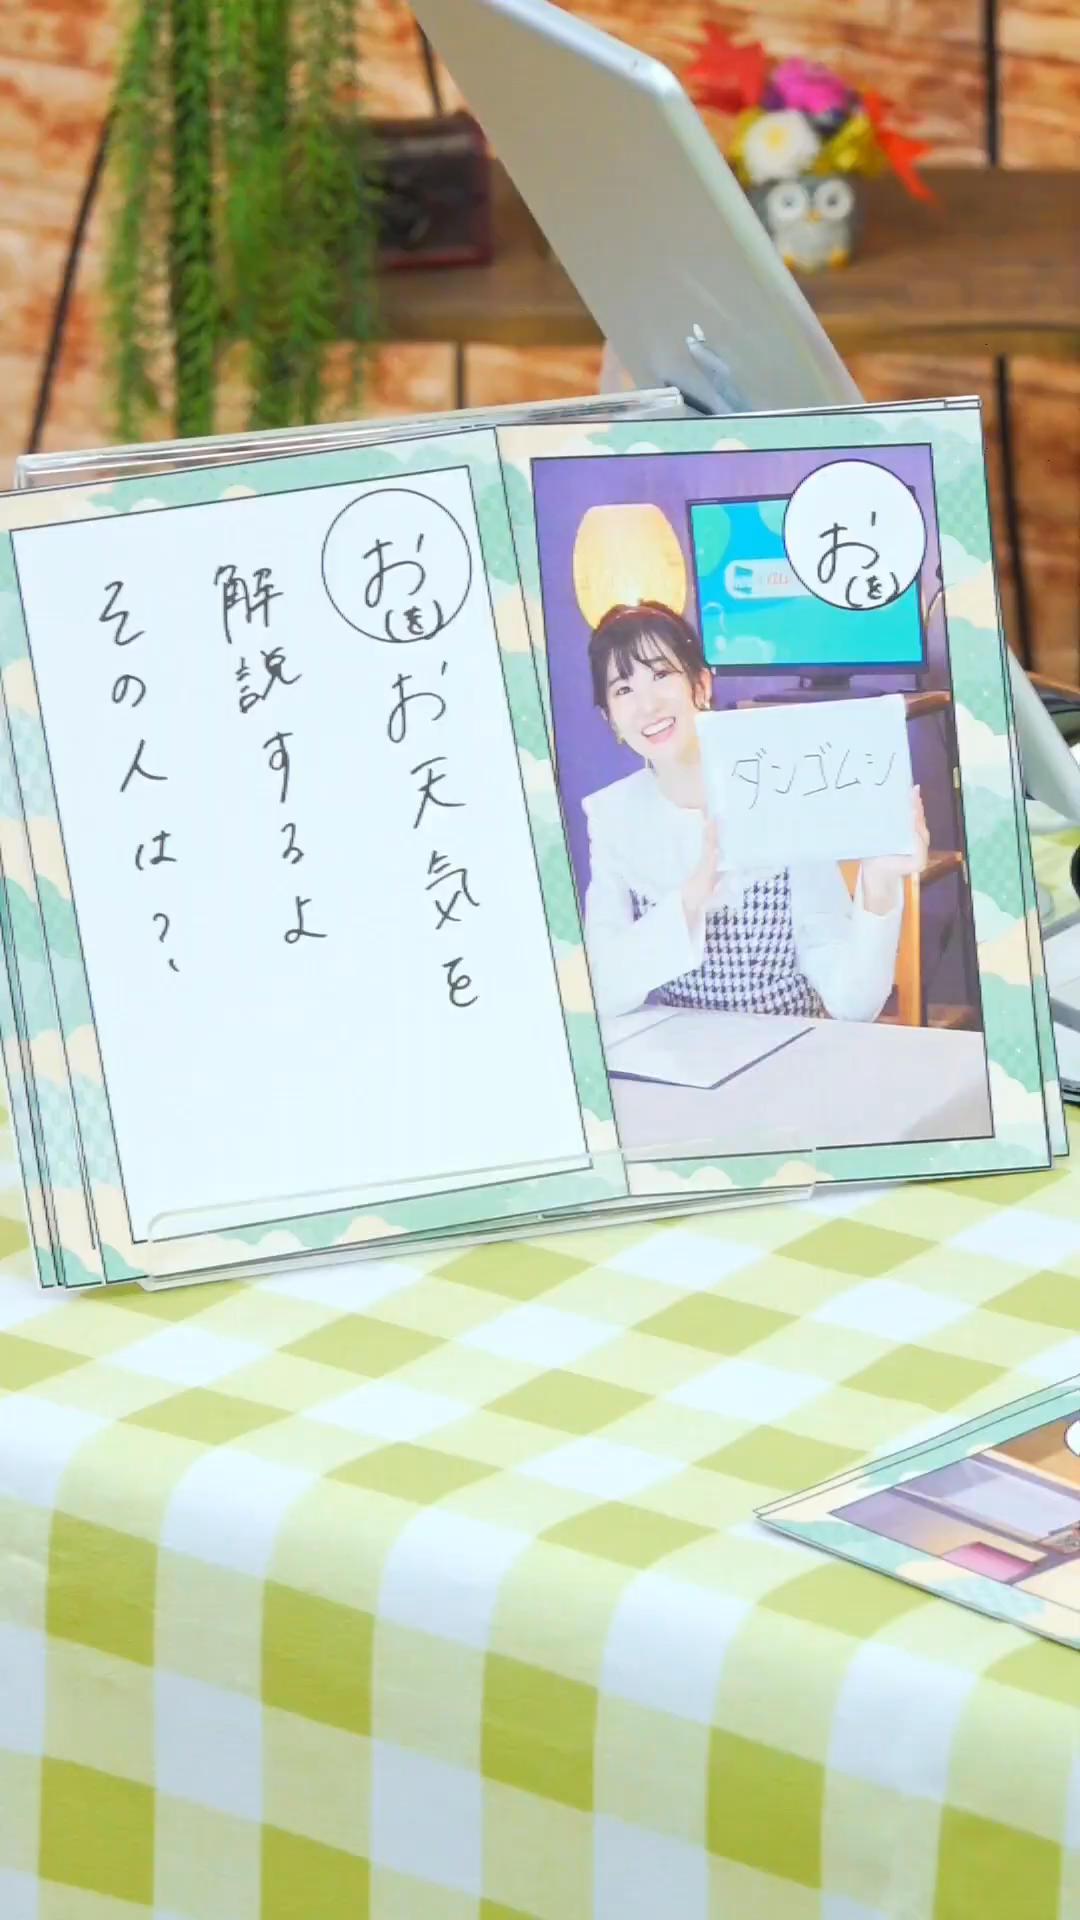 お
(を)
お天気を
解説するよ
その人は?
お
(を)
ダンゴムシ